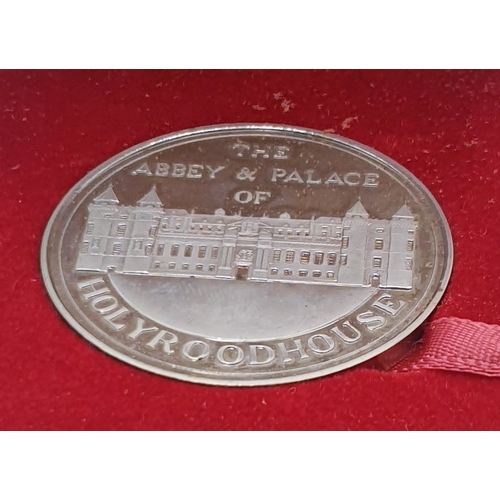 THE
ABBEY & PALACE
OF
HOLYROODHOUSE